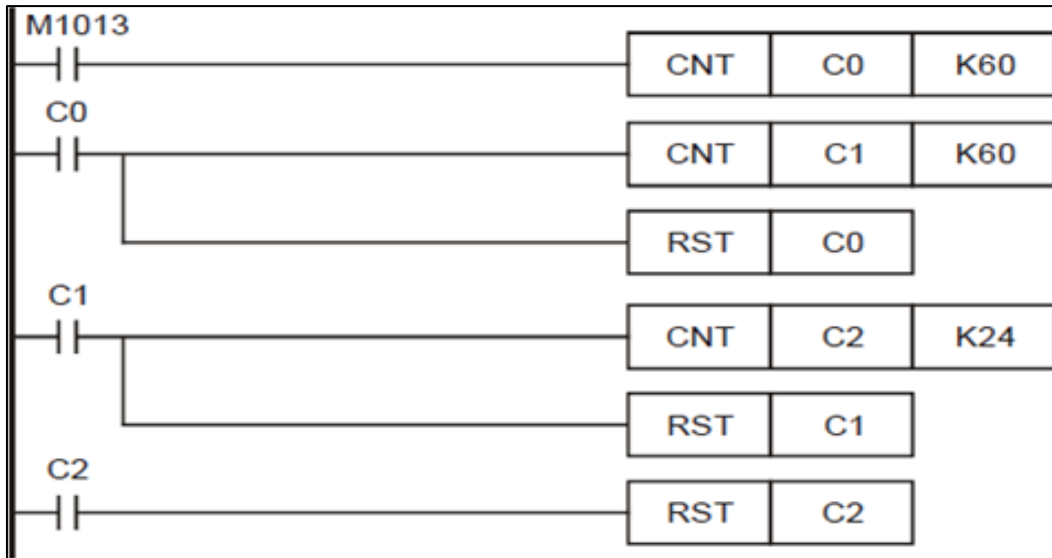 M1013
CNT C0 K60
C0
CNT C1 K60
RST C0
C1
CNT C2 K24
RST C1
C2
RST C2